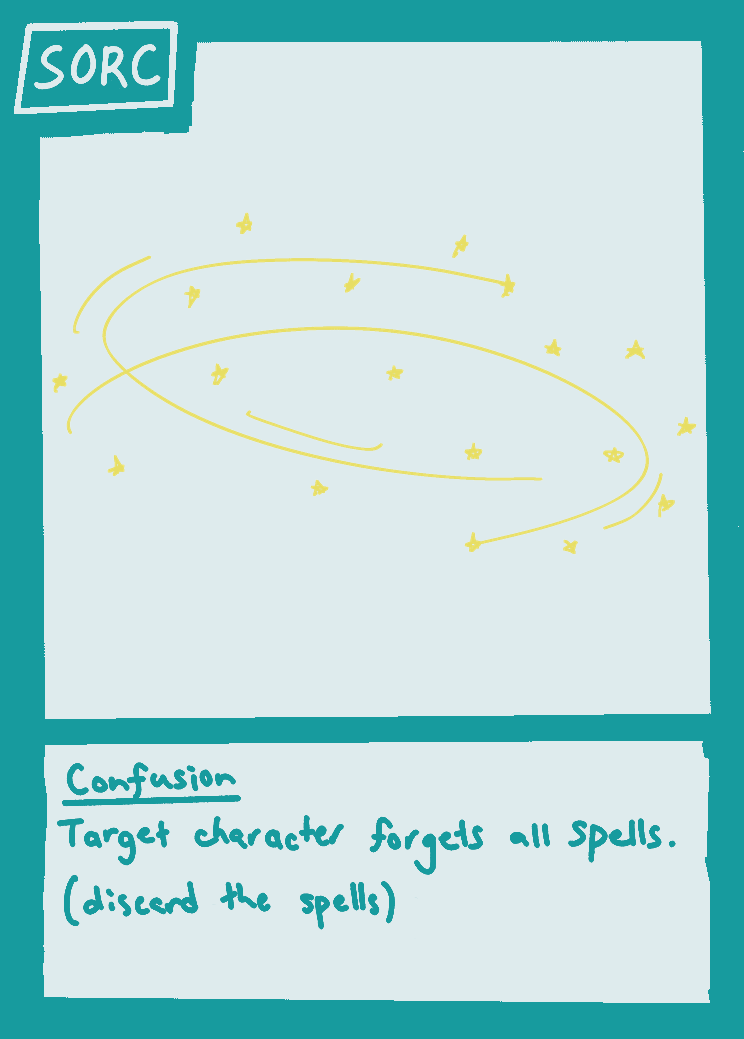 SORC
Confusion
Target character forgets all spells.
(discard the spells)